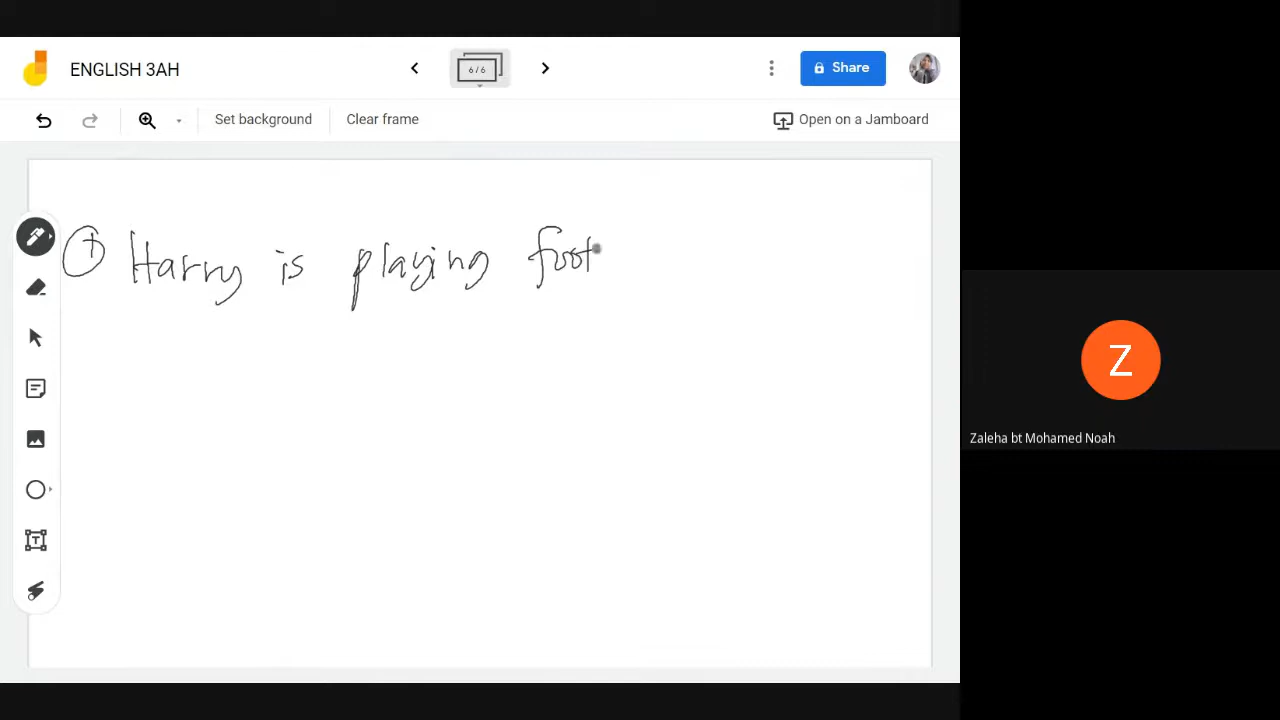 ENGLISH 3AH
6 / 6
Share
Set background
Clear frame
Open on a Jamboard
+ Harry is playing foot
T
Z
Zaleha bt Mohamed Noah